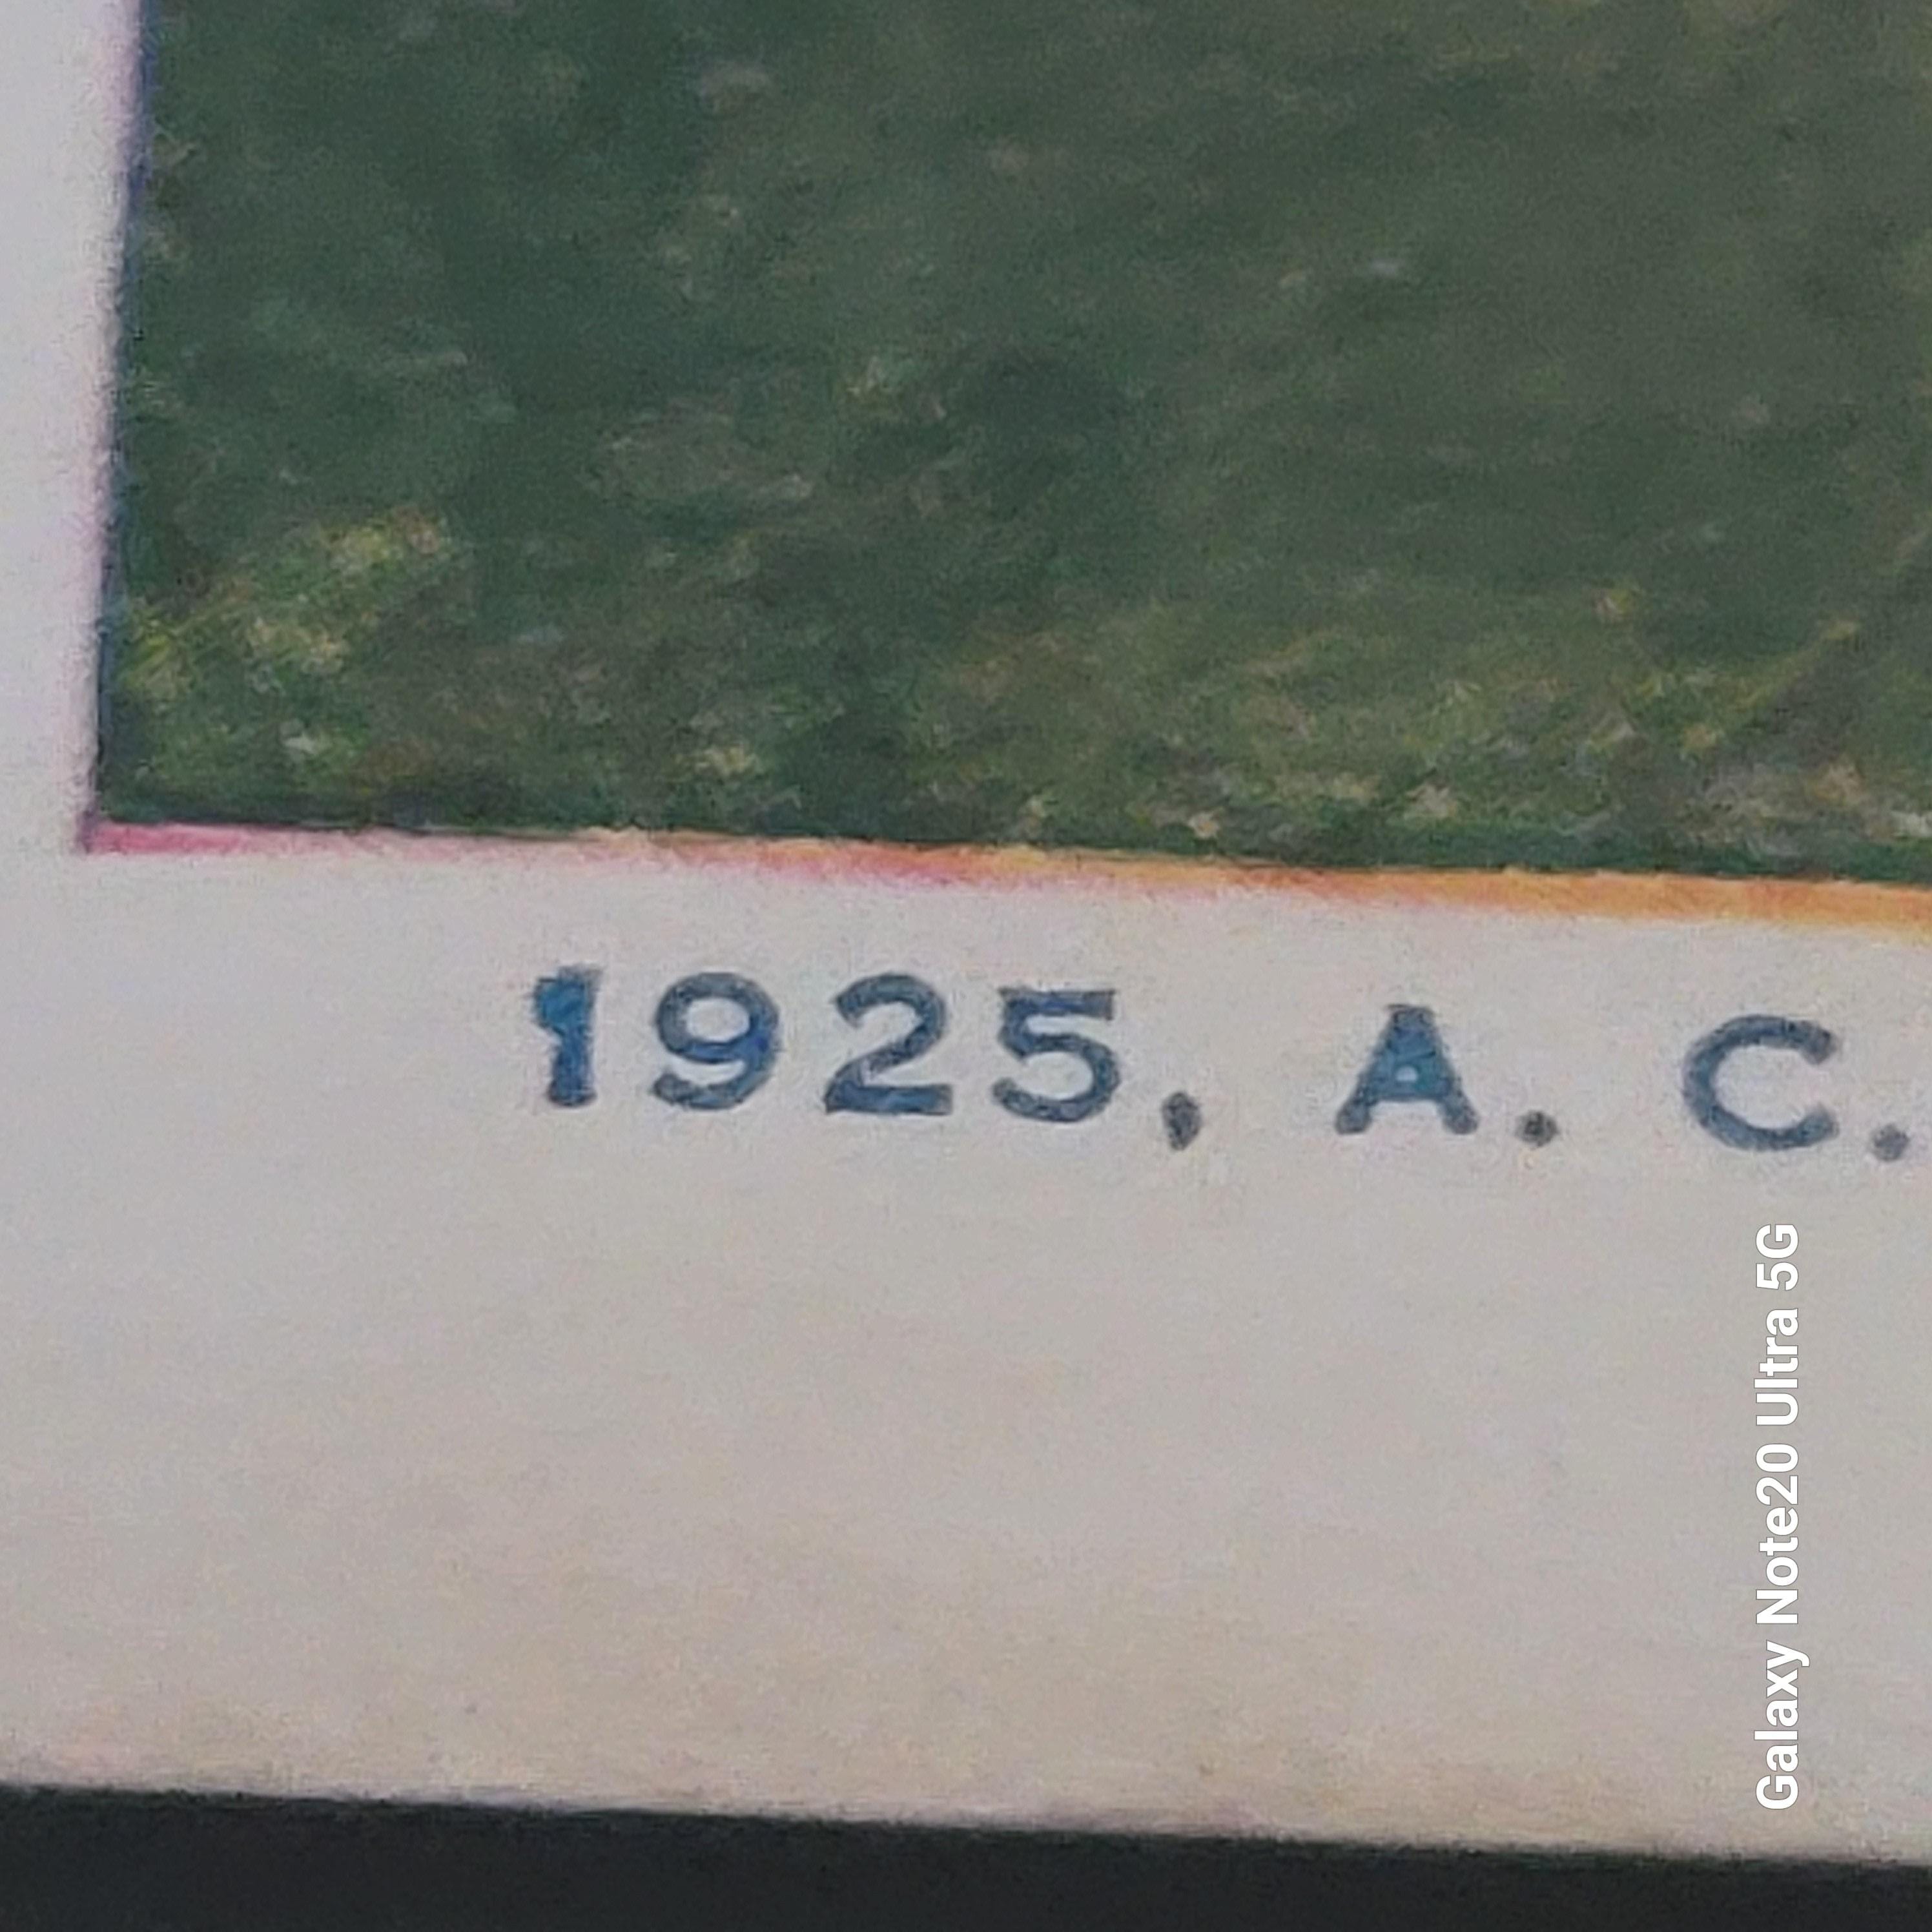 1925, A. C.
Galaxy Note20 Ultra 5G